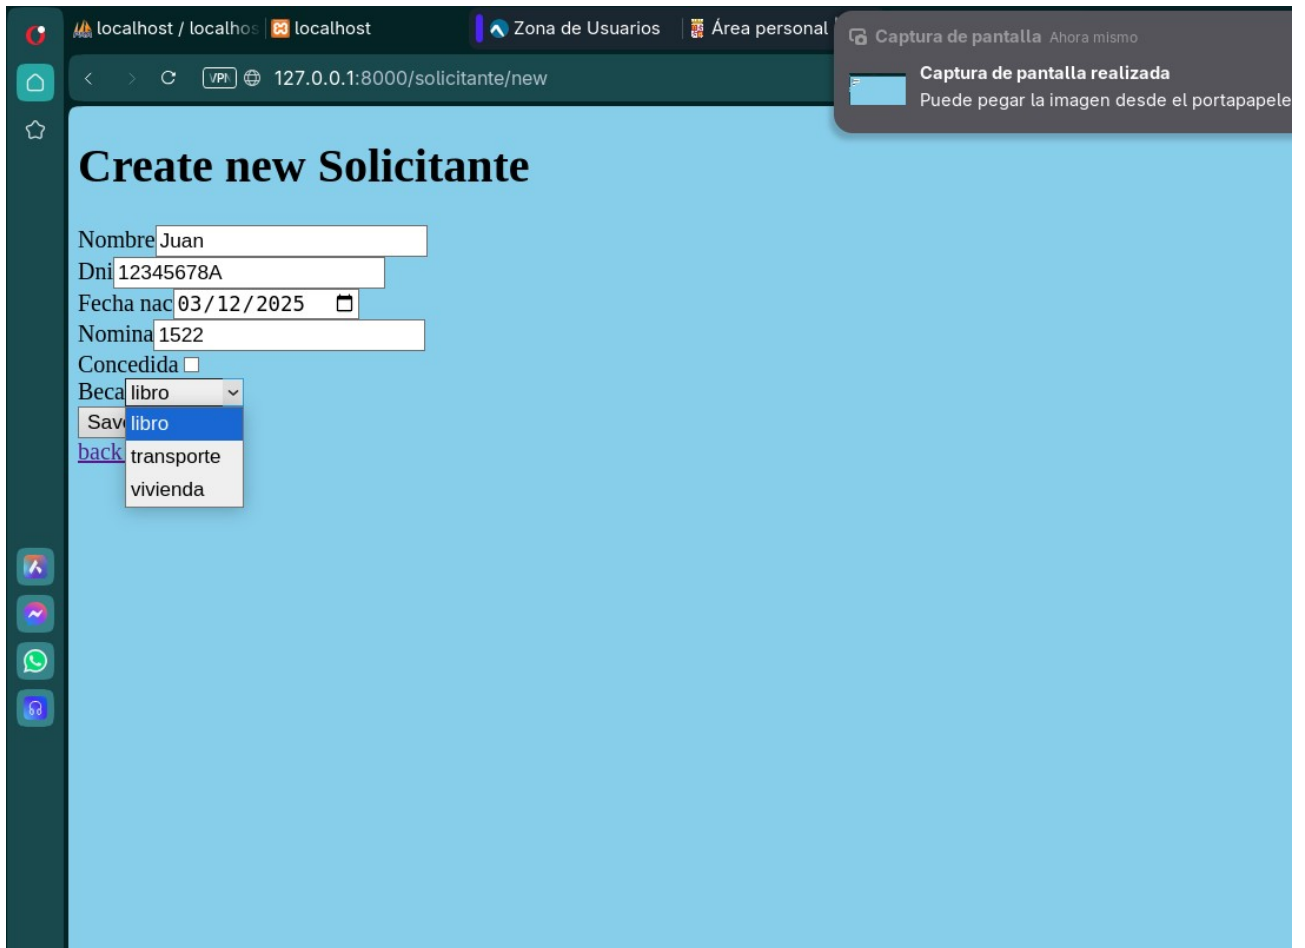 localhost / localhos localhost Zona de Usuarios Área personal
Captura de pantalla Ahora mismo
Captura de pantalla realizada
Puede pegar la imagen desde el portapapele
VPN 127.0.0.1:8000/solicitante/new
Create new Solicitante
Nombre Juan
Dni 12345678A
Fecha nac 03/12/2025
Nomina 1522
Concedida
Beca libro
Save
libro
back
transporte
vivienda